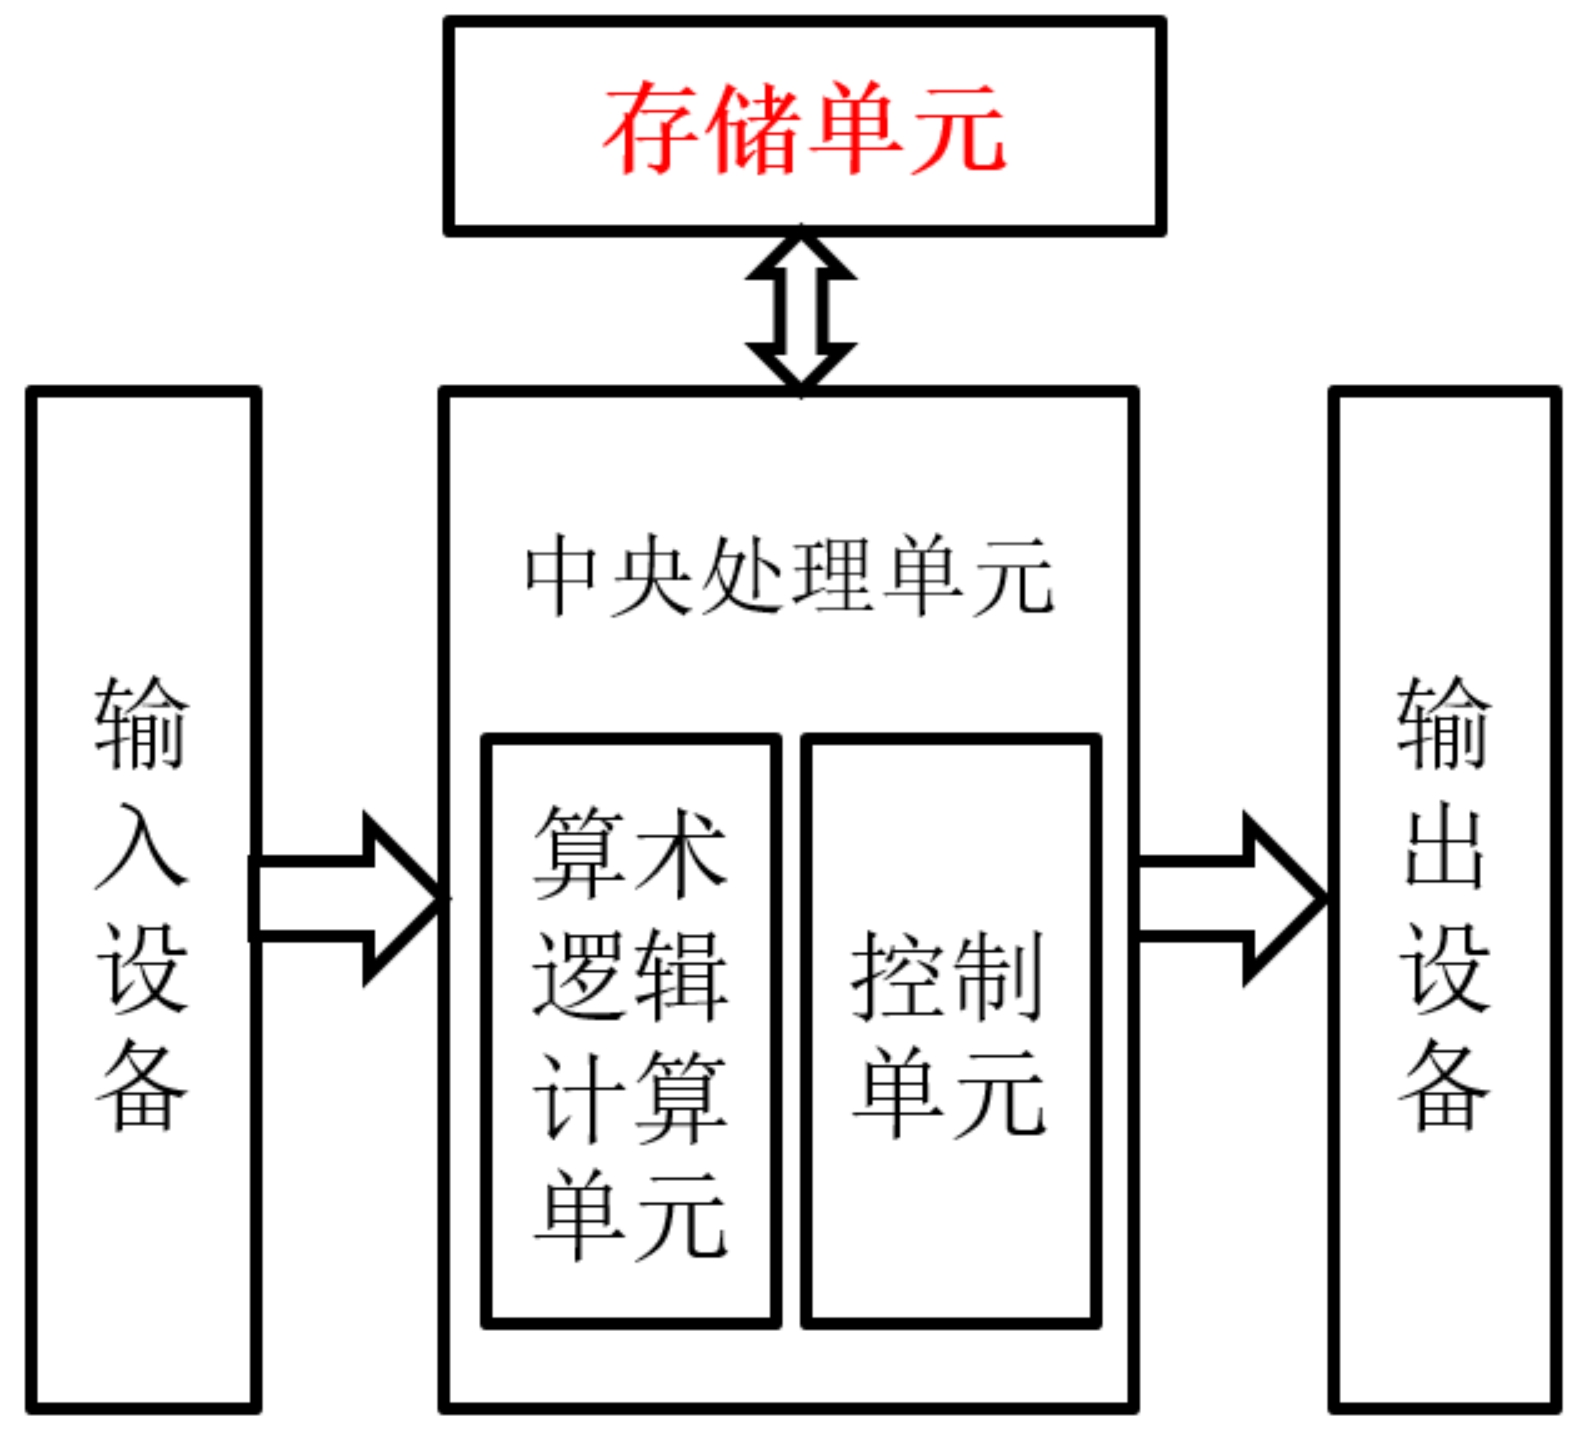 存储单元
中央处理单元
输
入
设
备
算术
逻辑
计算
单元
控制
单元
输
出
设
备